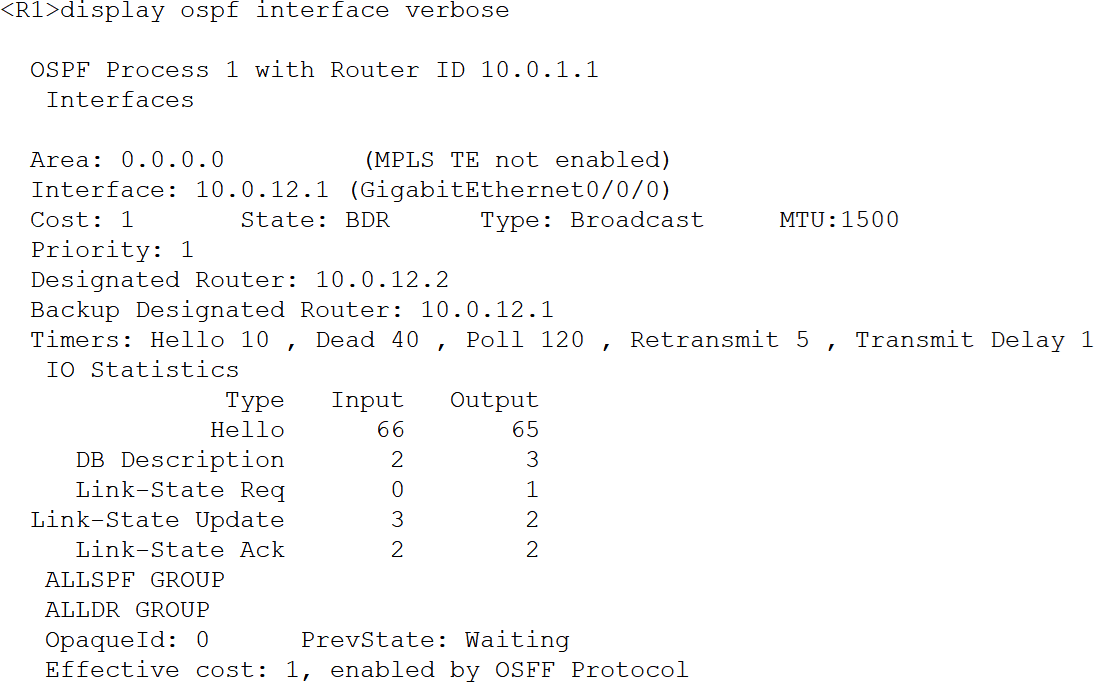 <R1>display ospf interface verbose
OSPF Process 1 with Router ID 10.0.1.1
Interfaces
Area: 0.0.0.0 (MPLS TE not enabled)
Interface: 10.0.12.1 (GigabitEthernet0/0/0)
Cost: 1 State: BDR Type: Broadcast MTU:1500
Priority: 1
Designated Router: 10.0.12.2
Backup Designated Router: 10.0.12.1
Timers: Hello 10 , Dead 40 , Poll 120 , Retransmit 5 , Transmit Delay 1
IO Statistics
Type Input Output
Hello 66 65
DB Description 2 3
Link-State Req 0 1
Link-State Update 3 2
Link-State Ack 2 2
ALLSPF GROUP
ALLDR GROUP
OpaqueId: 0 PrevState: Waiting
Effective cost: 1, enabled by OSFF Protocol